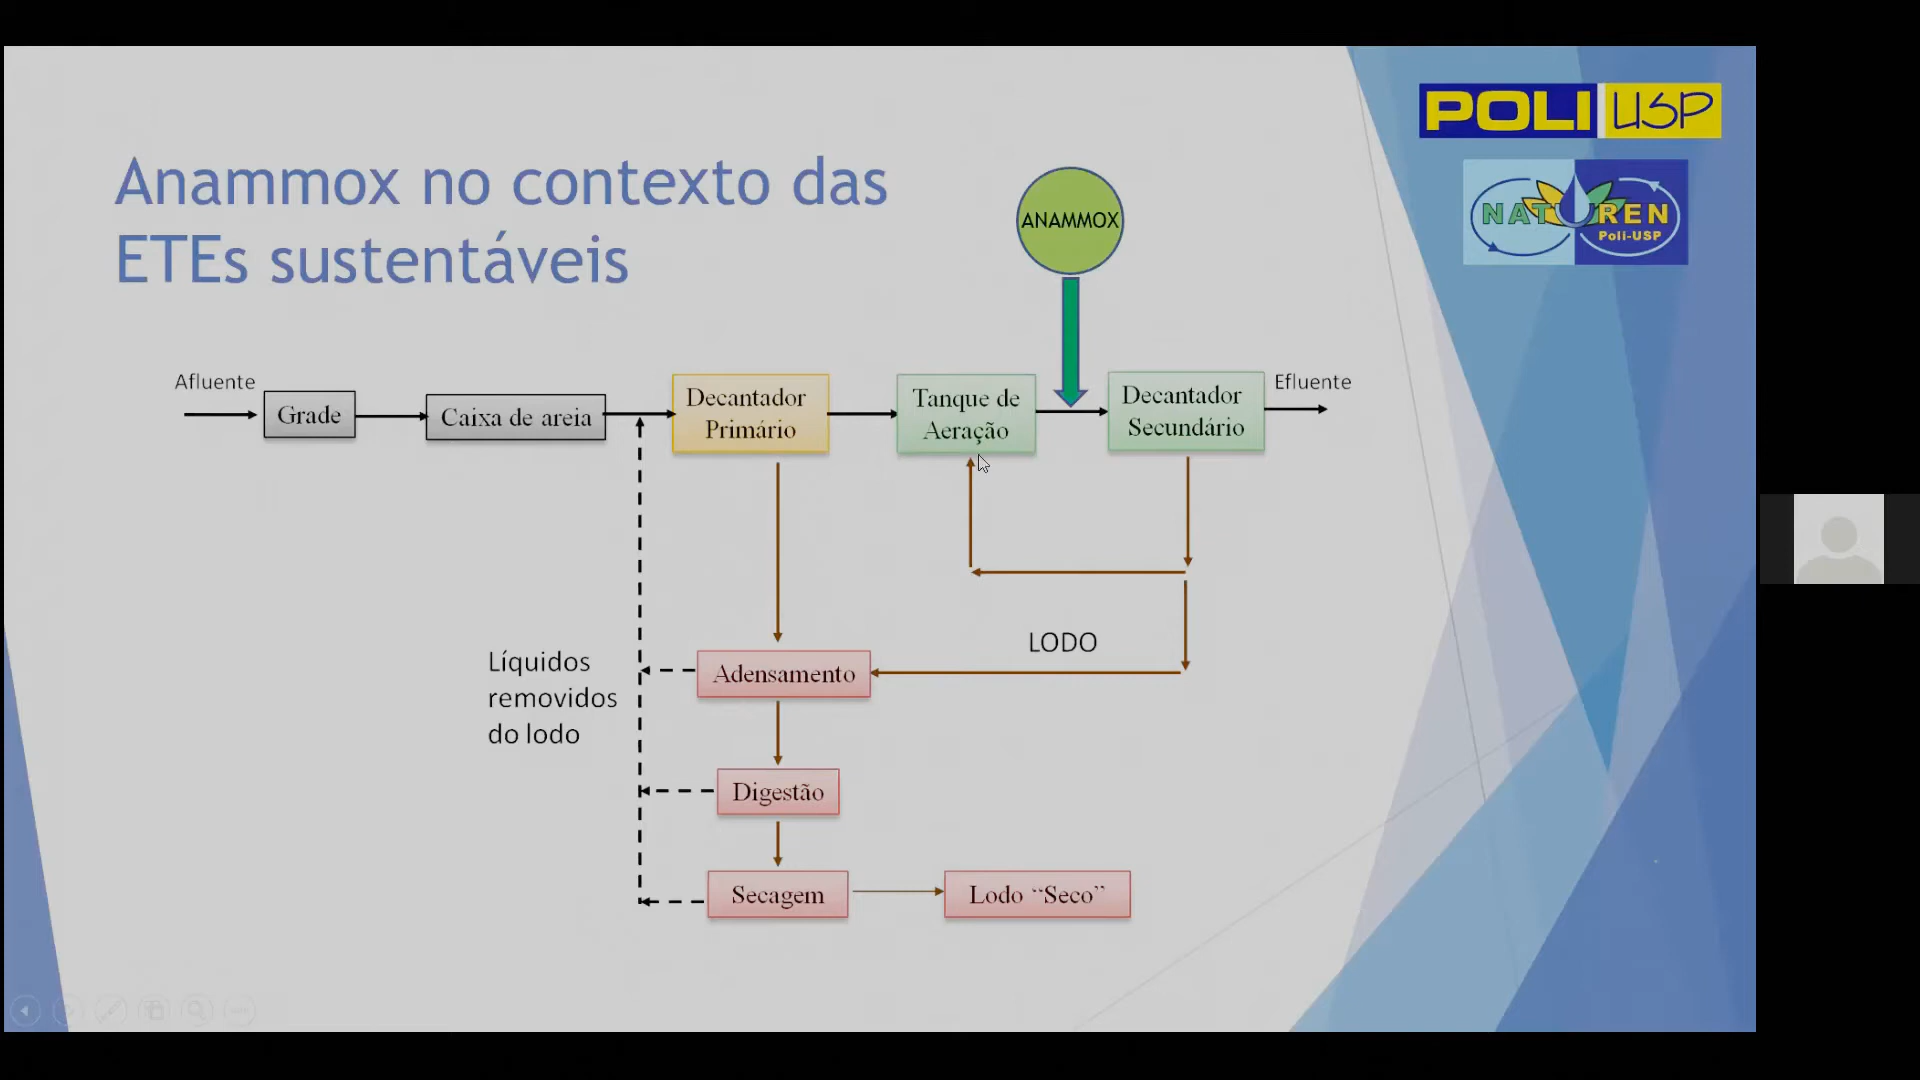 POLI USP
NATUREN
Poli-USP
Anammox no contexto das
ETEs sustentáveis
ANAMMOX
Afluente
Grade
Caixa de areia
Decantador
Primário
Tanque de
Aeração
Decantador
Secundário
Efluente
LODO
Líquidos
removidos
do lodo
Adensamento
Digestão
Secagem
Lodo “Seco”